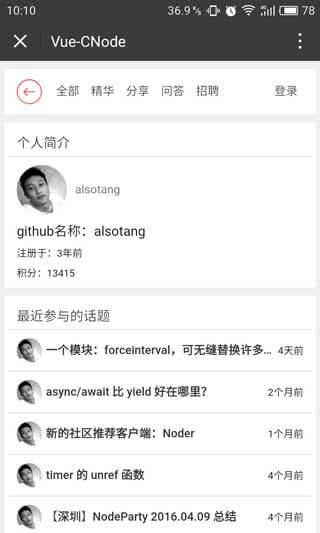 10:10 36.9 K/s 78
Vue-CNode
全部 精华 分享 问答 招聘 登录
个人简介
alsotang
github名称：alsotang
注册于：3年前
积分：13415
最近参与的话题
一个模块：forceinterval，可无缝替换许多... 4天前
async/await 比 yield 好在哪里？ 2个月前
新的社区推荐客户端：Noder 1个月前
timer 的 unref 函数 4个月前
【深圳】NodeParty 2016.04.09 总结 4个月前